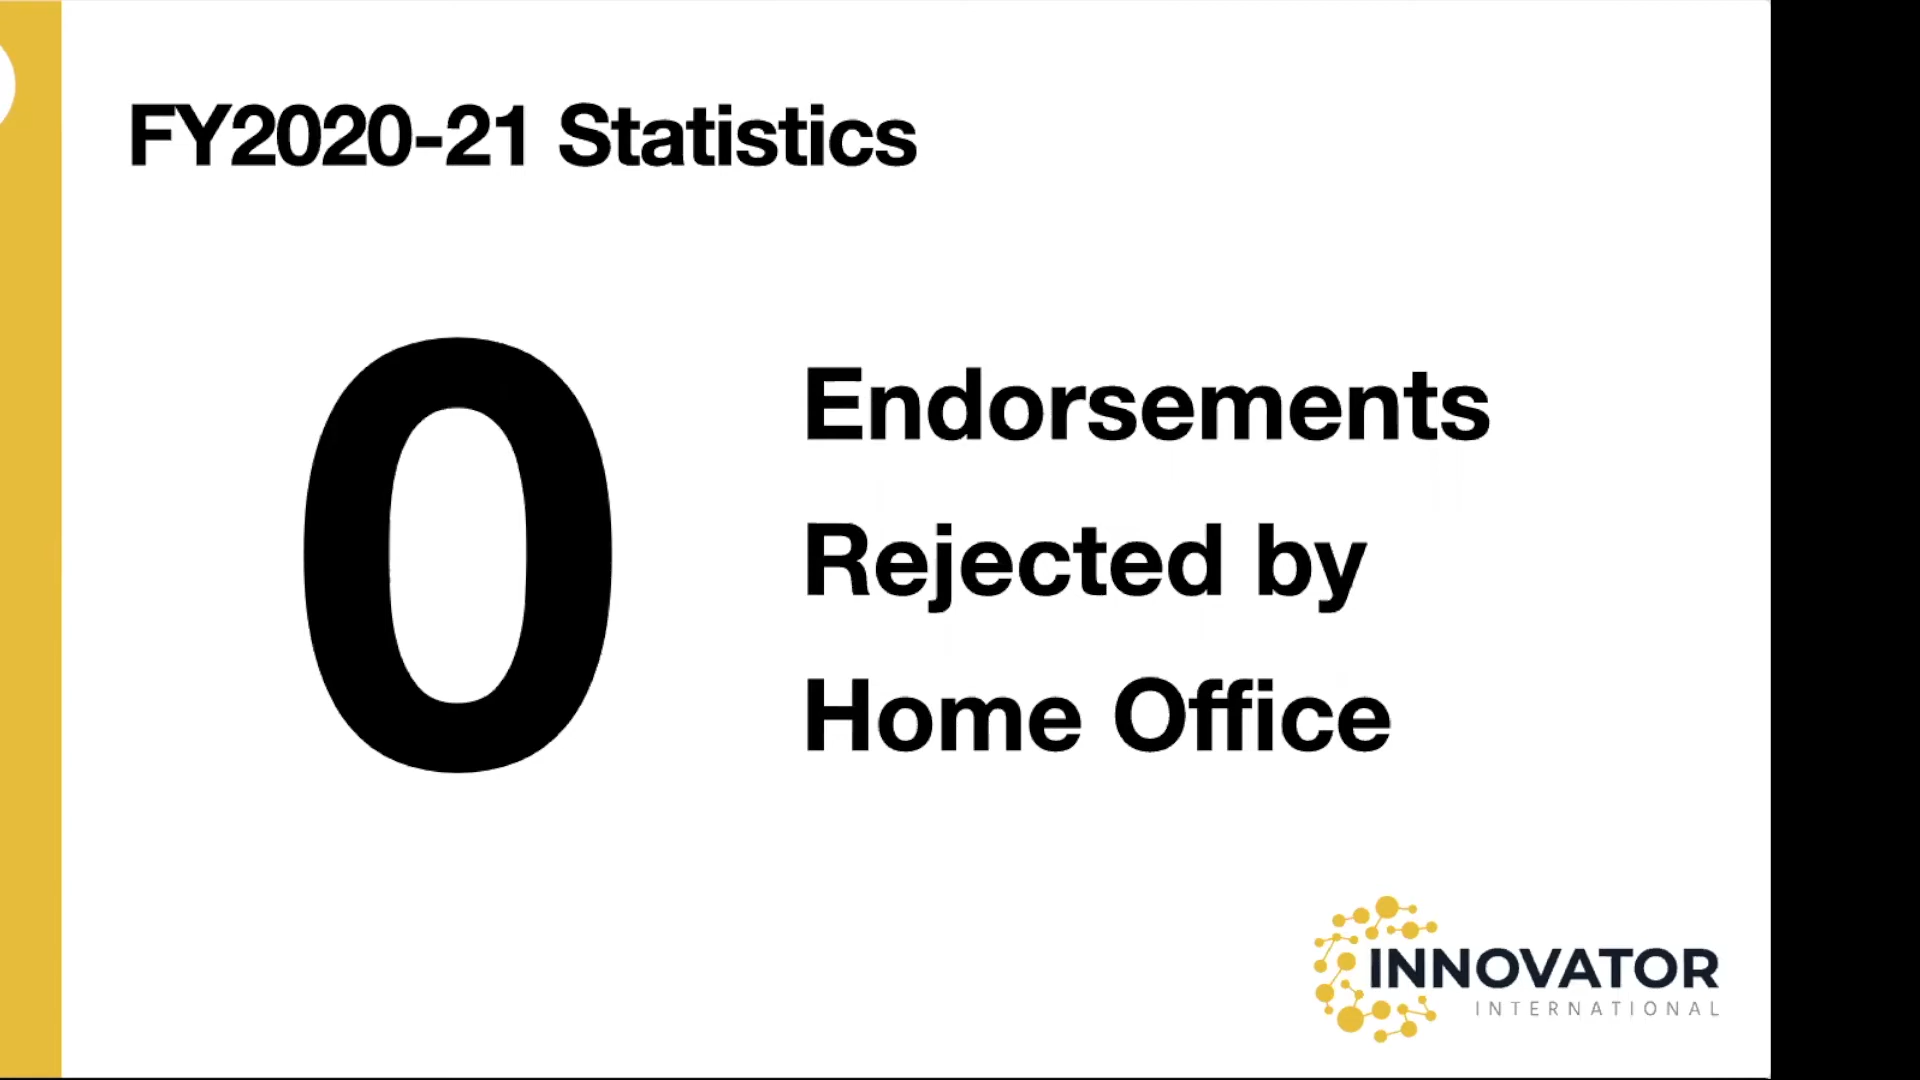 FY2020-21 Statistics
0
Endorsements
Rejected by
Home Office
INNOVATOR
INTERNATIONAL